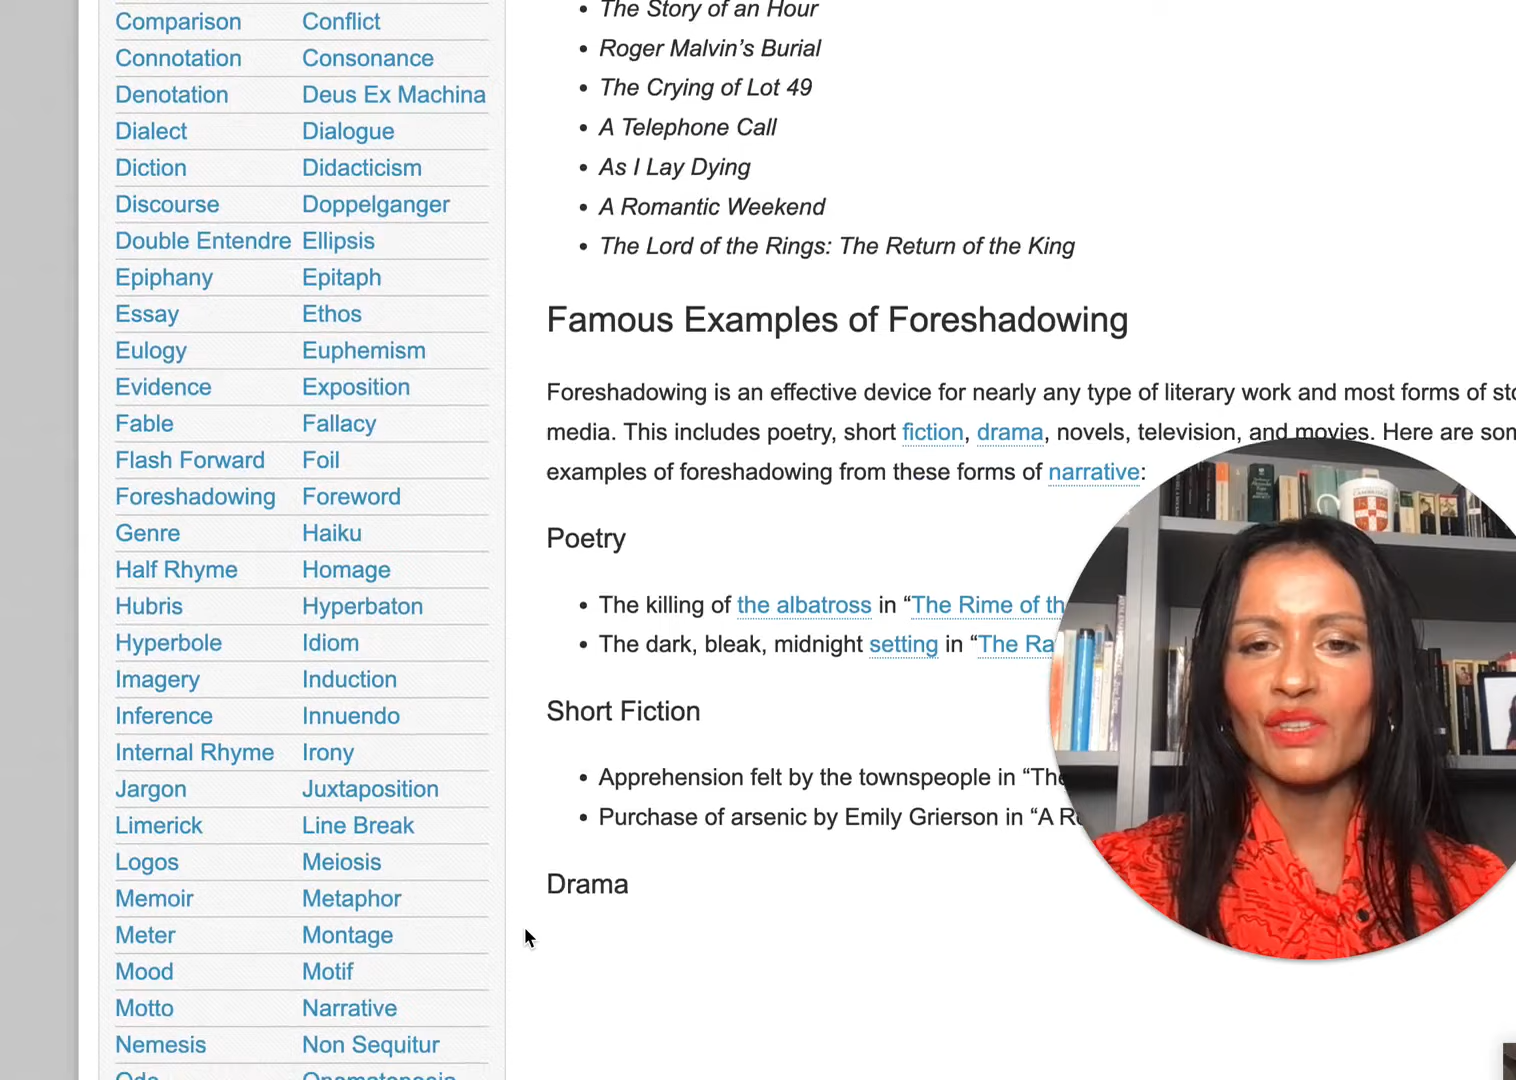 Comparison Conflict
Connotation Consonance
Denotation Deus Ex Machina
Dialect Dialogue
Diction Didacticism
Discourse Doppelganger
Double Entendre Ellipsis
Epiphany Epitaph
Essay Ethos
Eulogy Euphemism
Evidence Exposition
Fable Fallacy
Flash Forward Foil
Foreshadowing Foreword
Genre Haiku
Half Rhyme Homage
Hubris Hyperbaton
Hyperbole Idiom
Imagery Induction
Inference Innuendo
Internal Rhyme Irony
Jargon Juxtaposition
Limerick Line Break
Logos Meiosis
Memoir Metaphor
Meter Montage
Mood Motif
Motto Narrative
Nemesis Non Sequitur
Ode Onomatopoeia
• The Story of an Hour
• Roger Malvin’s Burial
• The Crying of Lot 49
• A Telephone Call
• As I Lay Dying
• A Romantic Weekend
• The Lord of the Rings: The Return of the King
Famous Examples of Foreshadowing
Foreshadowing is an effective device for nearly any type of literary work and most forms of
media. This includes poetry, short fiction, drama, novels, television, and movies. Here are
examples of foreshadowing from these forms of narrative:
Poetry
• The killing of the albatross in “The Rime of
• The dark, bleak, midnight setting in “The
Short Fiction
• Apprehension felt by the townspeople in “The
• Purchase of arsenic by Emily Grierson in “A
Drama